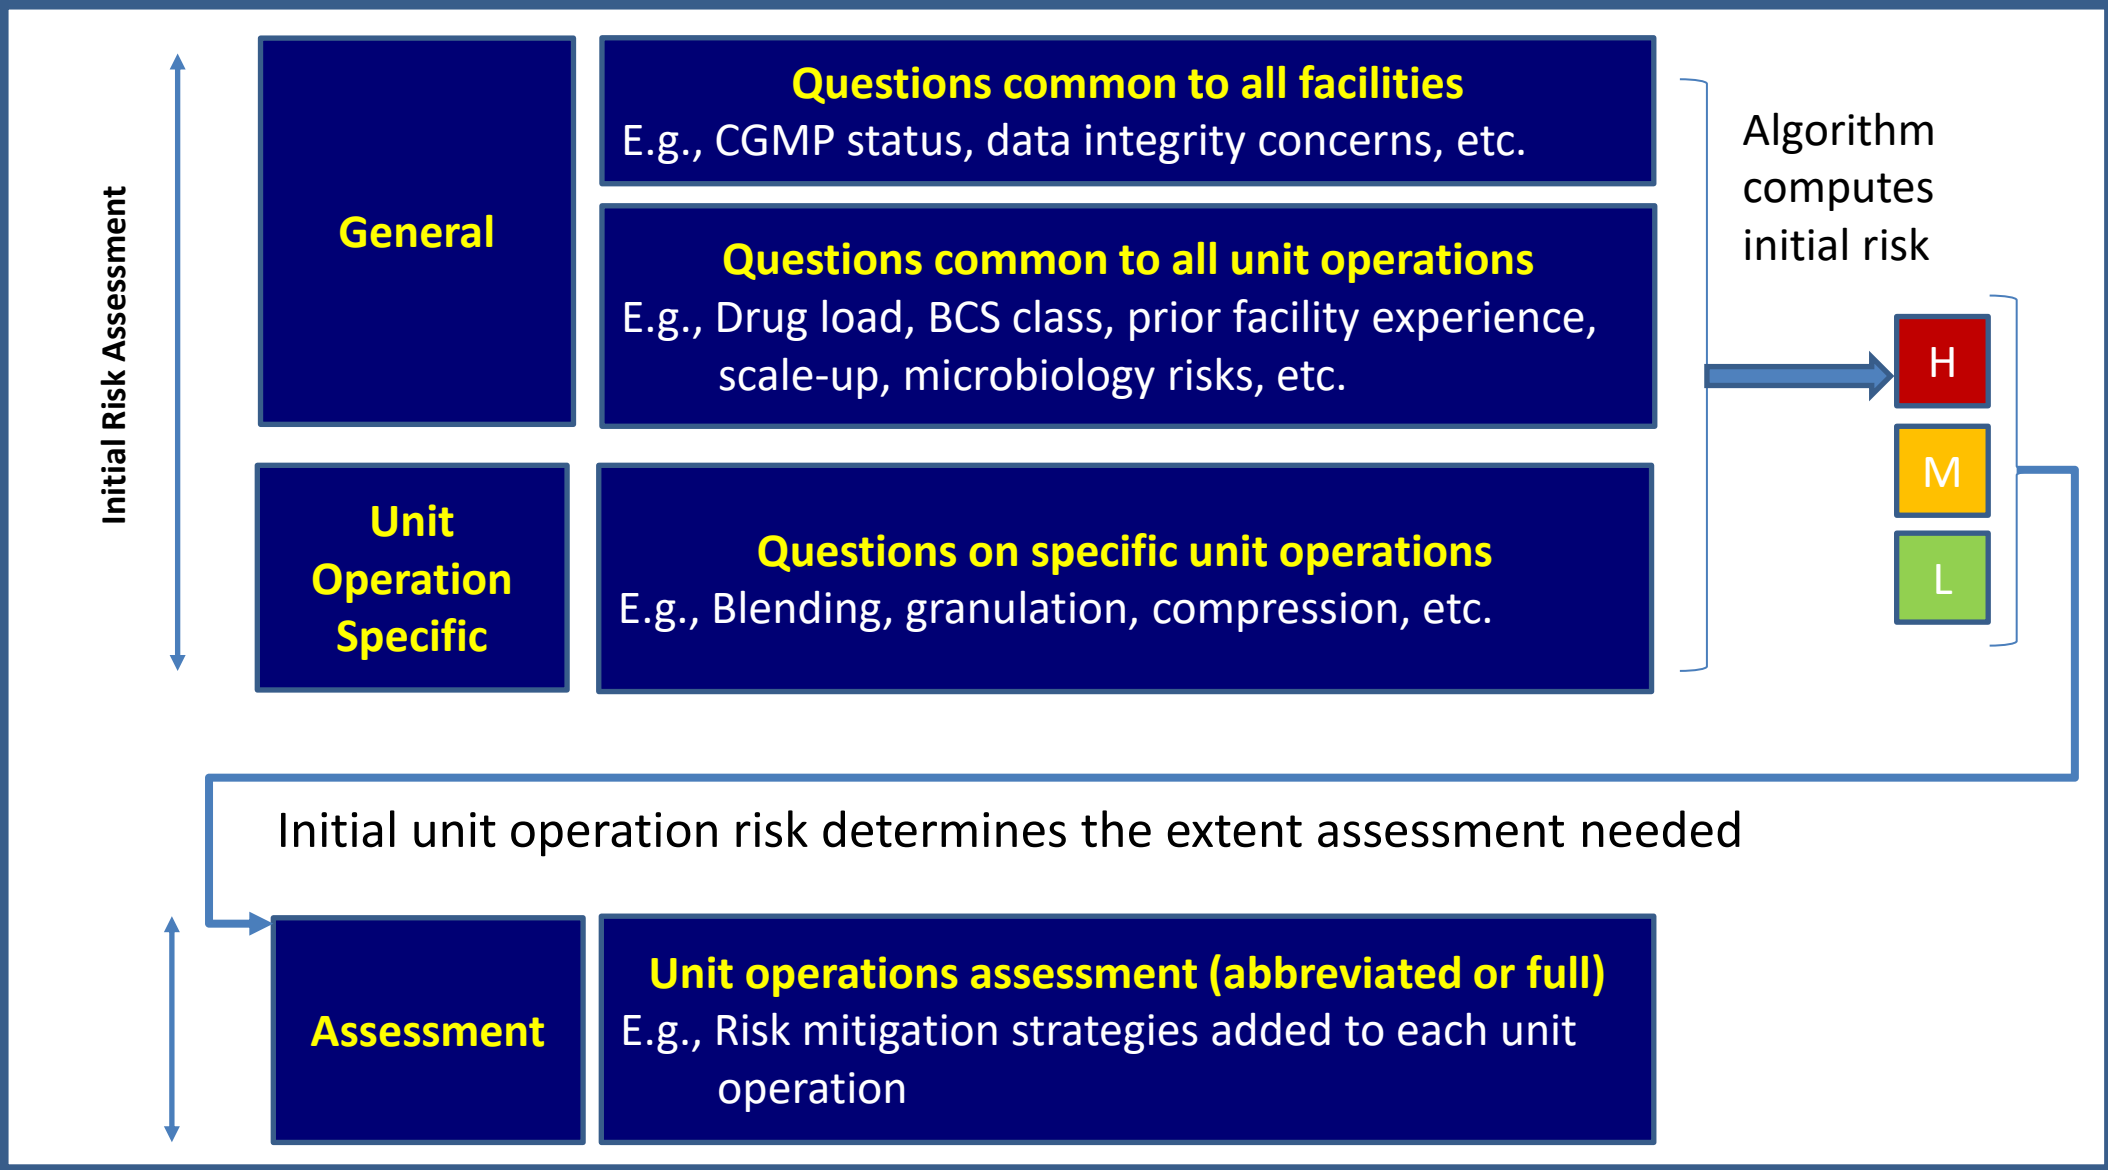 Initial Risk Assessment
General
Questions common to all facilities
E.g., CGMP status, data integrity concerns, etc.
Questions common to all unit operations
E.g., Drug load, BCS class, prior facility experience,
scale-up, microbiology risks, etc.
Unit
Operation
Specific
Questions on specific unit operations
E.g., Blending, granulation, compression, etc.
Algorithm
computes
initial risk
H
M
L
Initial unit operation risk determines the extent assessment needed
Assessment
Unit operations assessment (abbreviated or full)
E.g., Risk mitigation strategies added to each unit
operation